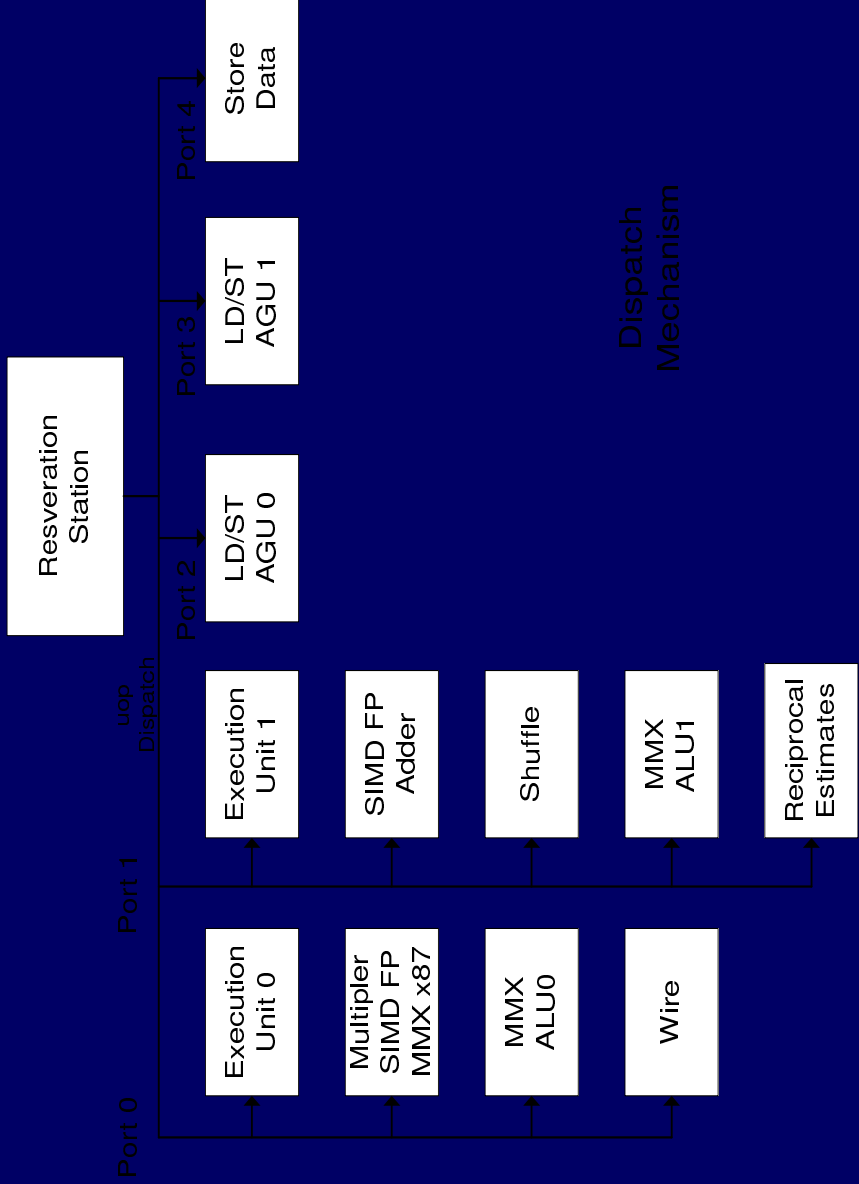 Resveration
Station
uop
Dispatch
Port 0
Execution
Unit 0
Multipler
SIMD FP
MMX x87
MMX
ALU0
Wire
Port 1
Execution
Unit 1
SIMD FP
Adder
Shuffle
MMX
ALU1
Reciprocal
Estimates
Port 2
LD/ST
AGU 0
Port 3
LD/ST
AGU 1
Port 4
Store
Data
Dispatch
Mechanism